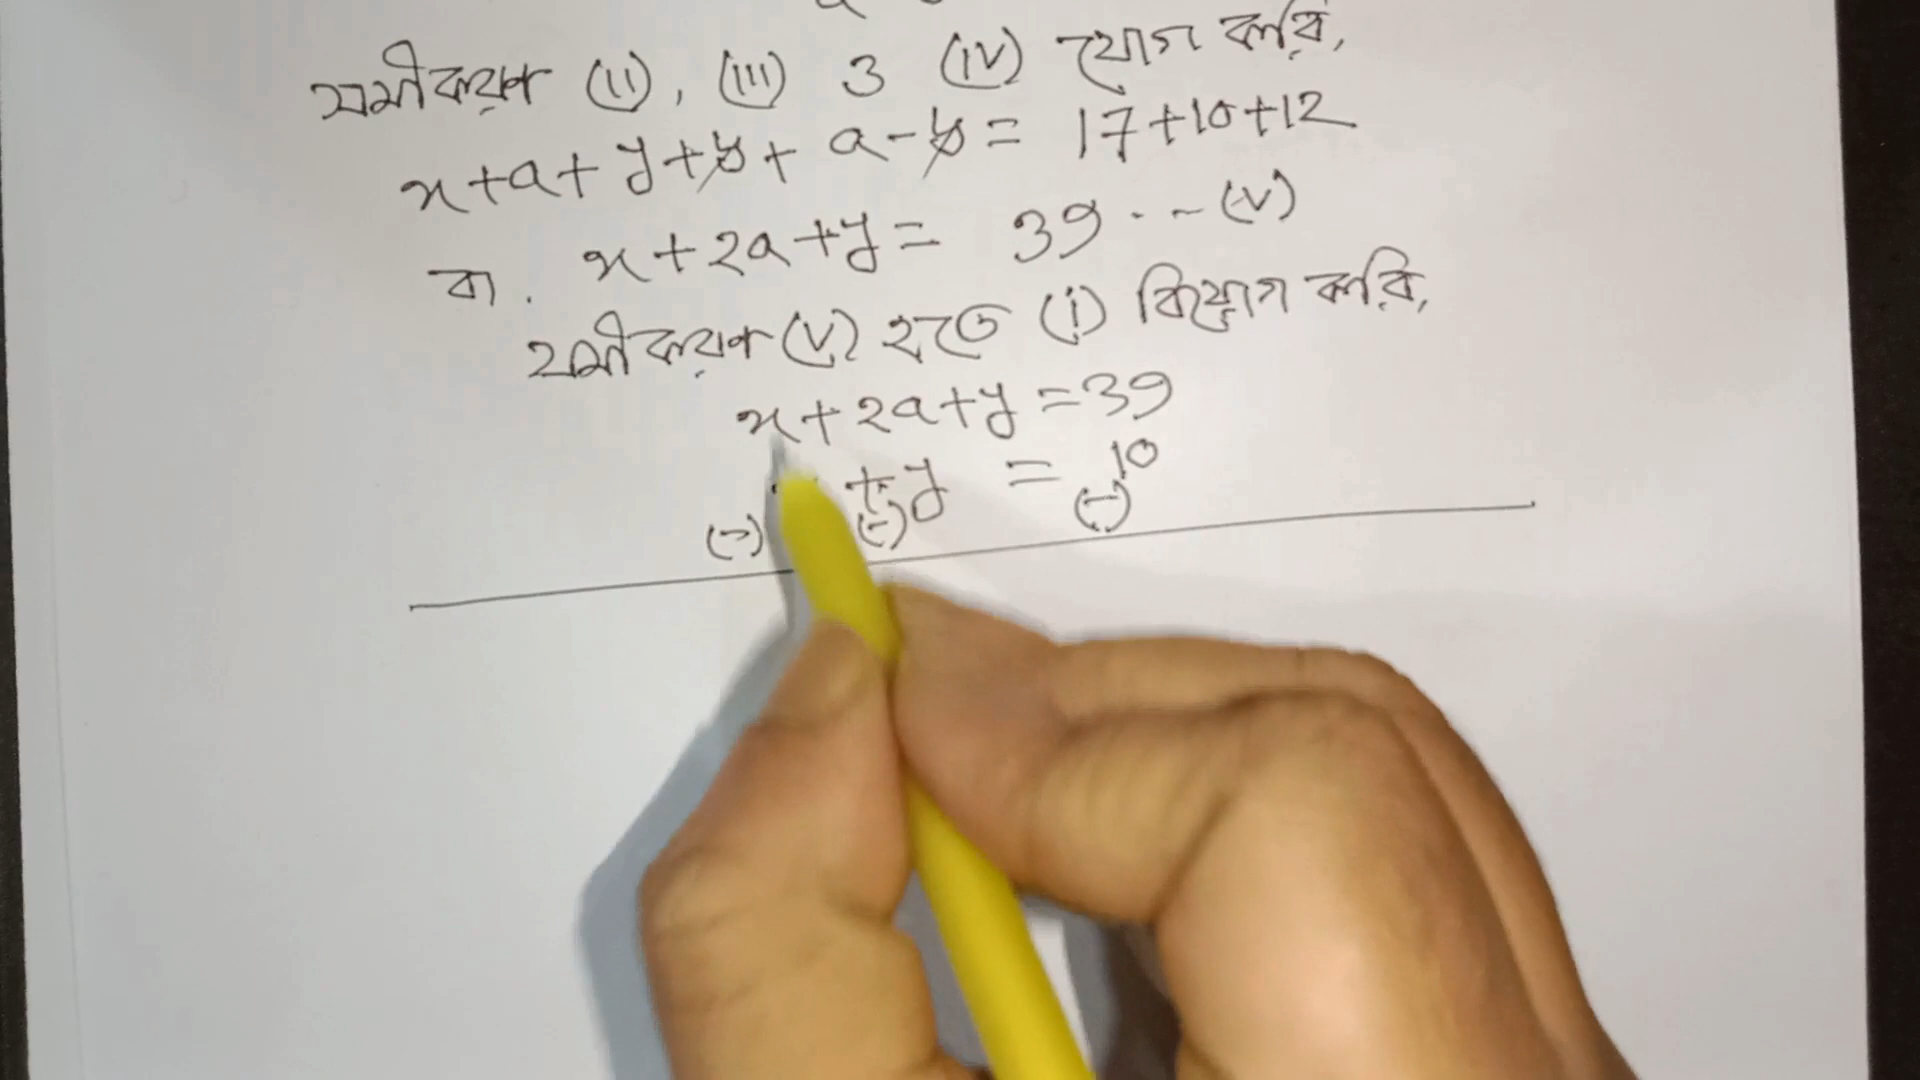 সমীকরণ (ii), (iii) ও (iv) যোগ করি,
x+a+y+b+a-b= 17+10+12
বা, x+2a+y= 39 ..- (v)
সমীকরণ (v) হতে (i) বিয়োগ করি,
x+2a+y=39
+y = 10
(-) (-) (-)